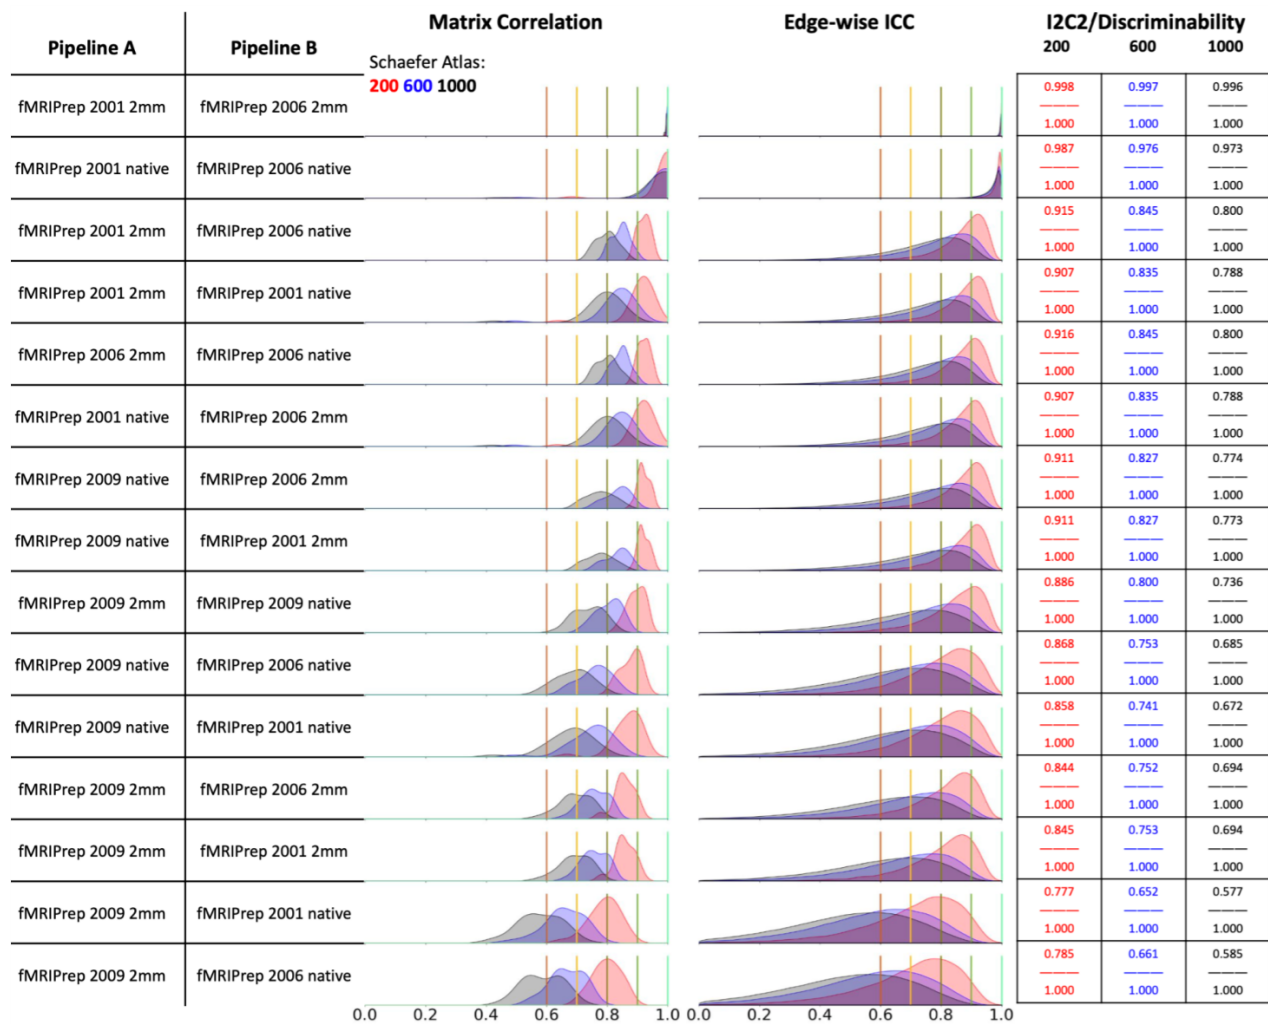 Matrix Correlation Edge-wise ICC I2C2/Discriminability
Pipeline A Pipeline B 200 600 1000
Schaefer Atlas:
200 600 1000
fMRIPrep 2001 2mm fMRIPrep 2006 2mm 0.998 0.997 0.996
1.000 1.000 1.000
fMRIPrep 2001 native fMRIPrep 2006 native 0.987 0.976 0.973
1.000 1.000 1.000
fMRIPrep 2001 2mm fMRIPrep 2006 native 0.915 0.845 0.800
1.000 1.000 1.000
fMRIPrep 2001 2mm fMRIPrep 2001 native 0.907 0.835 0.788
1.000 1.000 1.000
fMRIPrep 2006 2mm fMRIPrep 2006 native 0.916 0.845 0.800
1.000 1.000 1.000
fMRIPrep 2001 native fMRIPrep 2006 2mm 0.907 0.835 0.788
1.000 1.000 1.000
fMRIPrep 2009 native fMRIPrep 2006 2mm 0.911 0.827 0.774
1.000 1.000 1.000
fMRIPrep 2009 native fMRIPrep 2001 2mm 0.911 0.827 0.773
1.000 1.000 1.000
fMRIPrep 2009 2mm fMRIPrep 2009 native 0.886 0.800 0.736
1.000 1.000 1.000
fMRIPrep 2009 native fMRIPrep 2006 native 0.868 0.753 0.685
1.000 1.000 1.000
fMRIPrep 2009 native fMRIPrep 2001 native 0.858 0.741 0.672
1.000 1.000 1.000
fMRIPrep 2009 2mm fMRIPrep 2006 2mm 0.844 0.752 0.694
1.000 1.000 1.000
fMRIPrep 2009 2mm fMRIPrep 2001 2mm 0.845 0.753 0.694
1.000 1.000 1.000
fMRIPrep 2009 2mm fMRIPrep 2001 native 0.777 0.652 0.577
1.000 1.000 1.000
fMRIPrep 2009 2mm fMRIPrep 2006 native 0.785 0.661 0.585
1.000 1.000 1.000
0.0 0.2 0.4 0.6 0.8 1.0 0.0 0.2 0.4 0.6 0.8 1.0